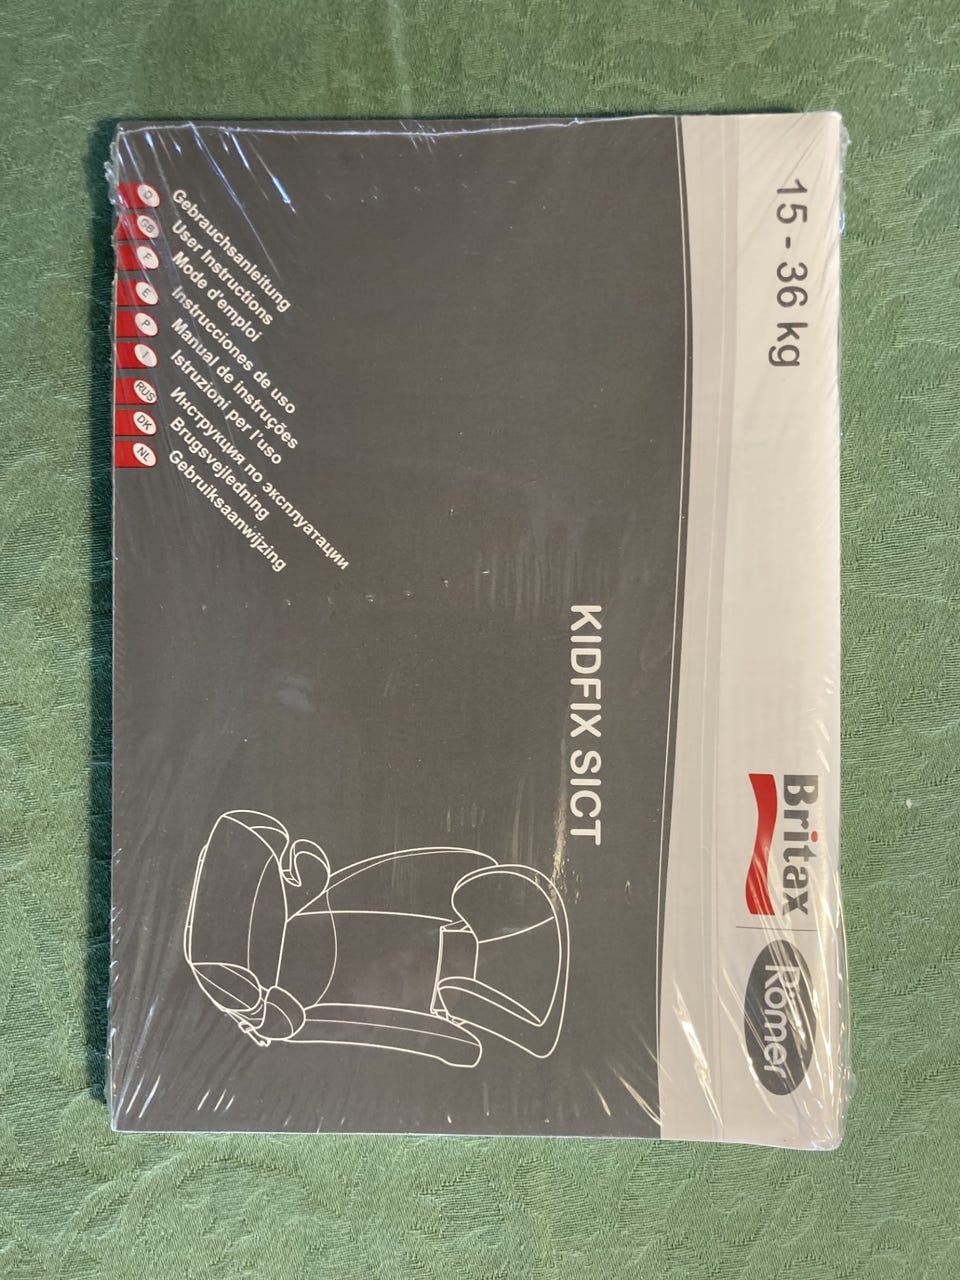 15 - 36 kg
Britax
Römer
KIDFIX SICT
D Gebrauchsanleitung
GB User Instructions
F Mode d'emploi
E Instrucciones de uso
P Manual de instruções
I Istruzioni per l'uso
RUS Инструкция по эксплуатации
DK Brugsvejledning
NL Gebruiksaanwijzing